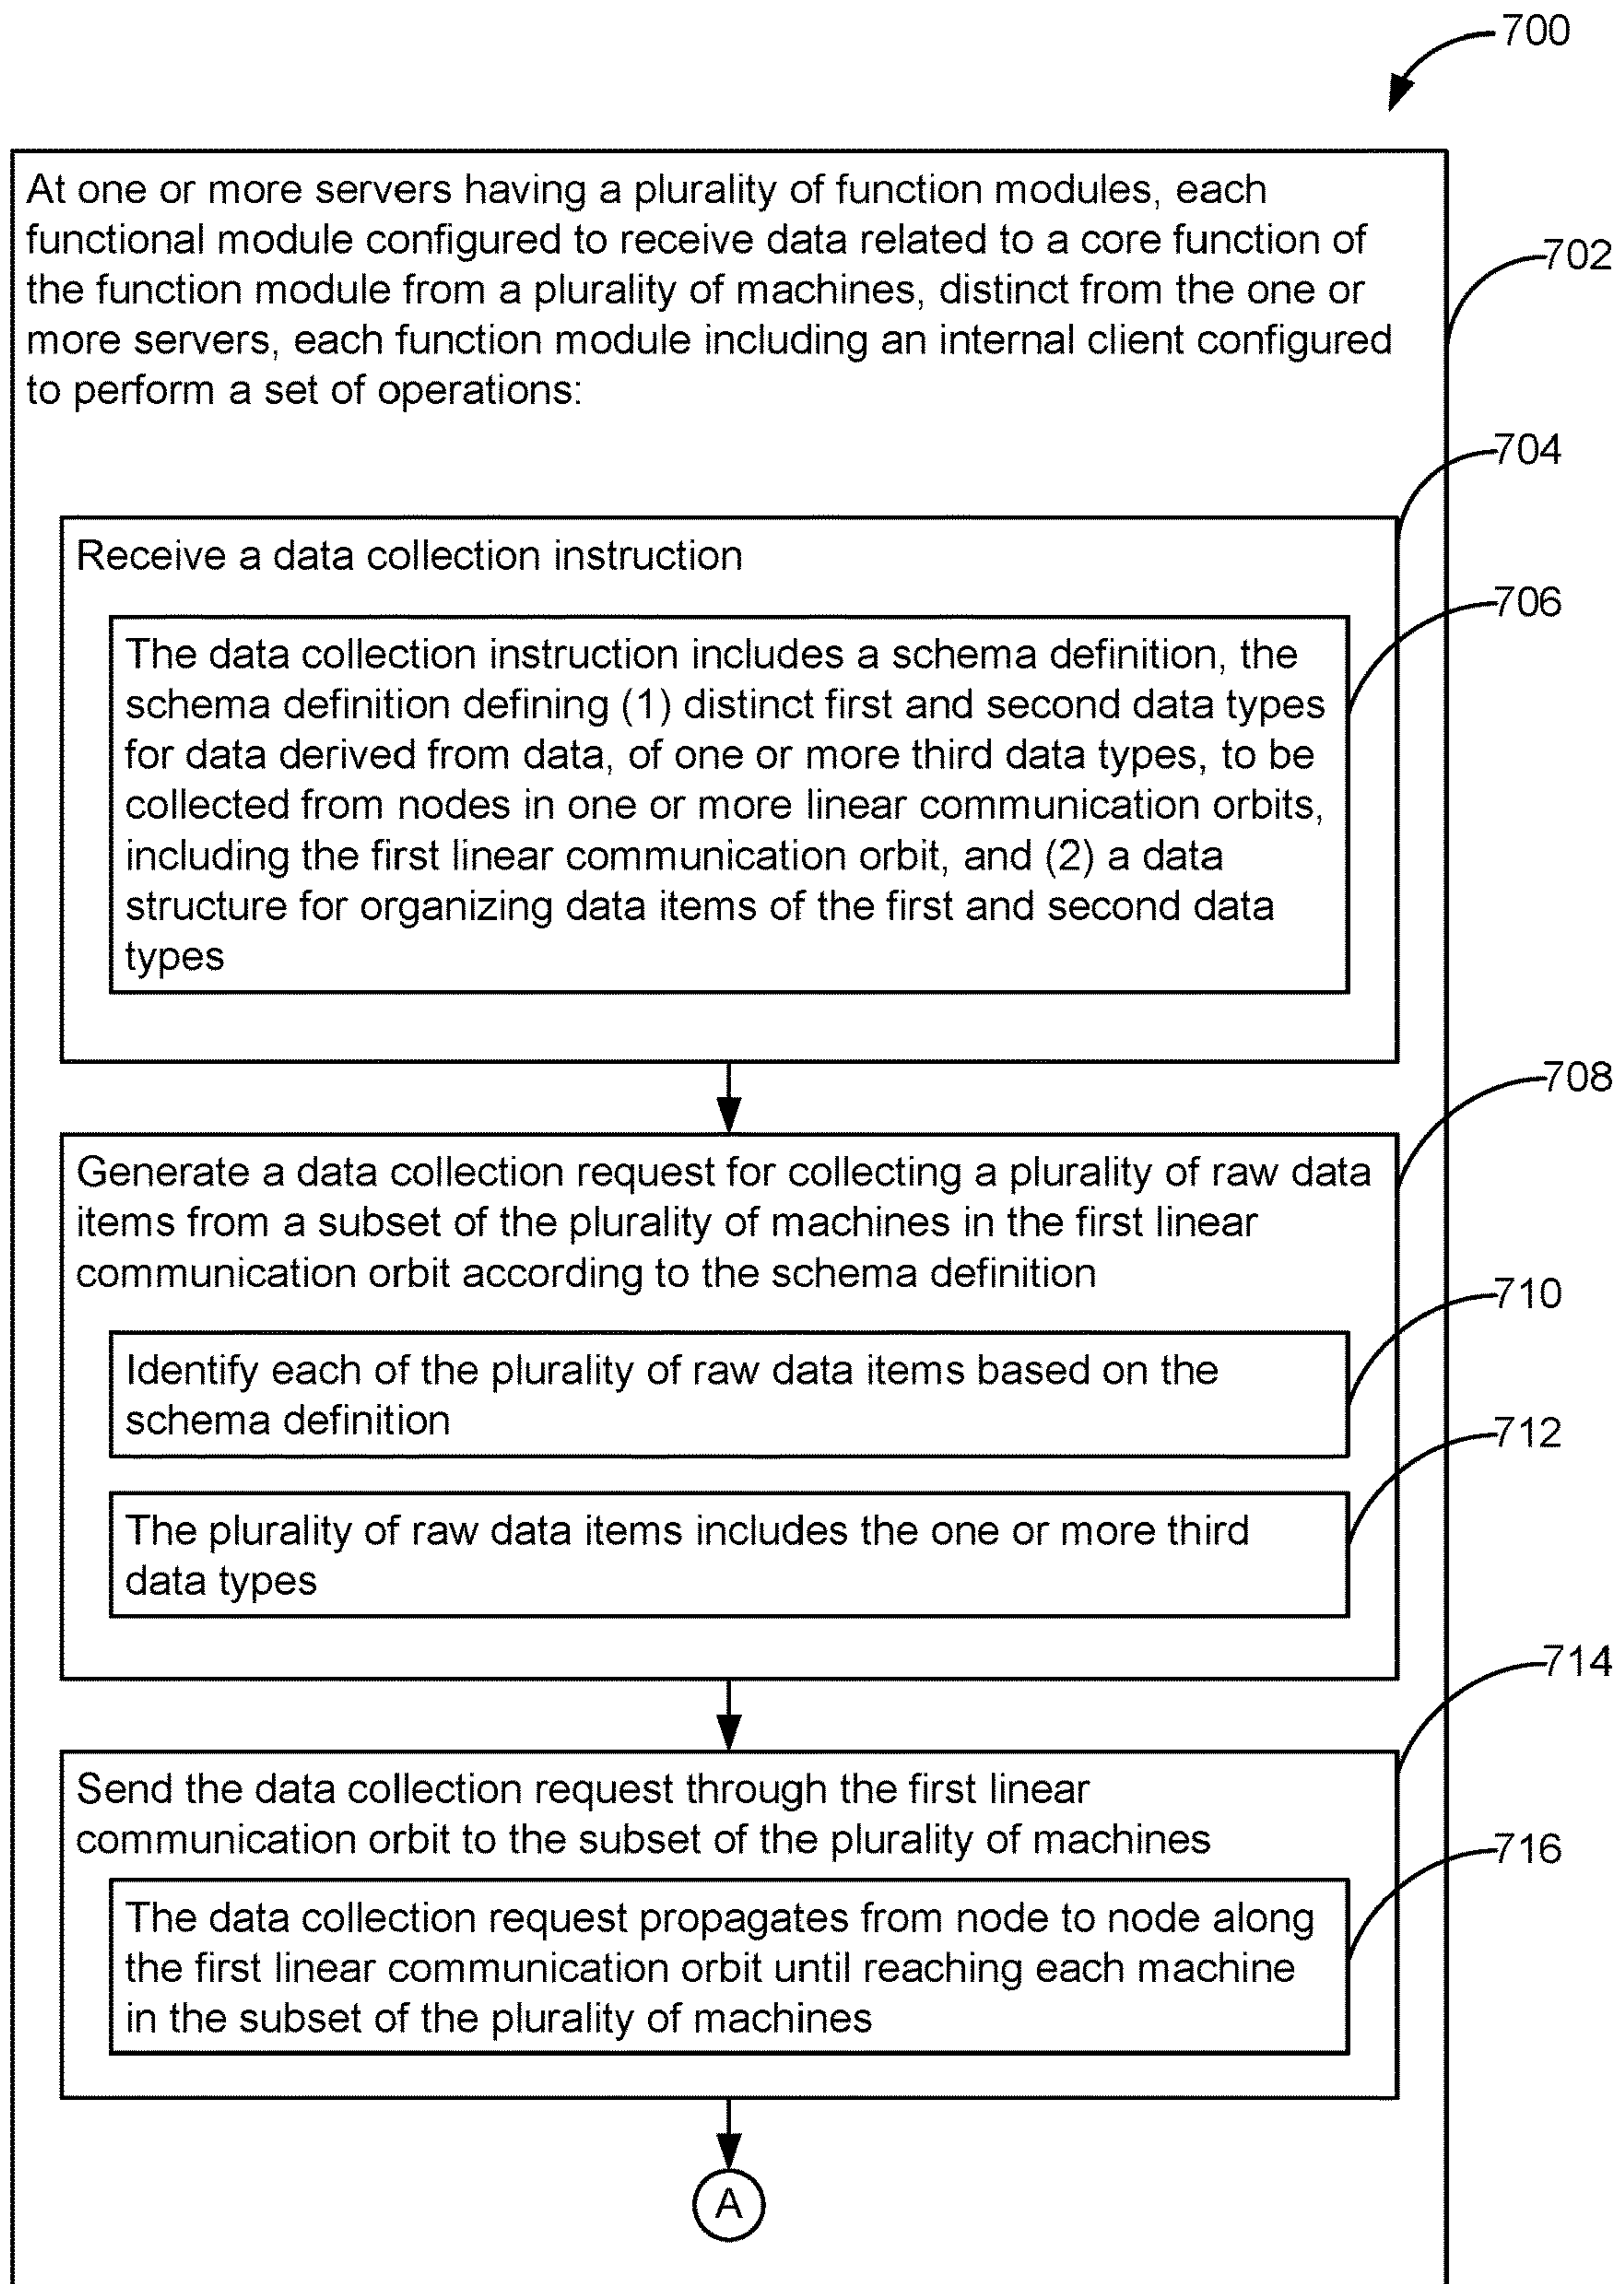 700
At one or more servers having a plurality of function modules, each
functional module configured to receive data related to a core function of
the function module from a plurality of machines, distinct from the one or
more servers, each function module including an internal client configured
to perform a set of operations:
702
704
Receive a data collection instruction
706
The data collection instruction includes a schema definition, the
schema definition defining (1) distinct first and second data types
for data derived from data, of one or more third data types, to be
collected from nodes in one or more linear communication orbits,
including the first linear communication orbit, and (2) a data
structure for organizing data items of the first and second data
types
708
Generate a data collection request for collecting a plurality of raw data
items from a subset of the plurality of machines in the first linear
communication orbit according to the schema definition
710
Identify each of the plurality of raw data items based on the
schema definition
712
The plurality of raw data items includes the one or more third
data types
714
Send the data collection request through the first linear
communication orbit to the subset of the plurality of machines
716
The data collection request propagates from node to node along
the first linear communication orbit until reaching each machine
in the subset of the plurality of machines
A